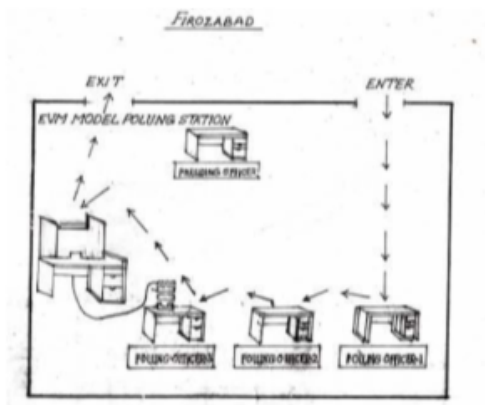 FIROZABAD
EXIT
ENTER
EVM MODEL POLLING STATION
PRESIDING OFFICER
POLLING OFFICER-3
POLLING OFFICER-2
POLLING OFFICER-1